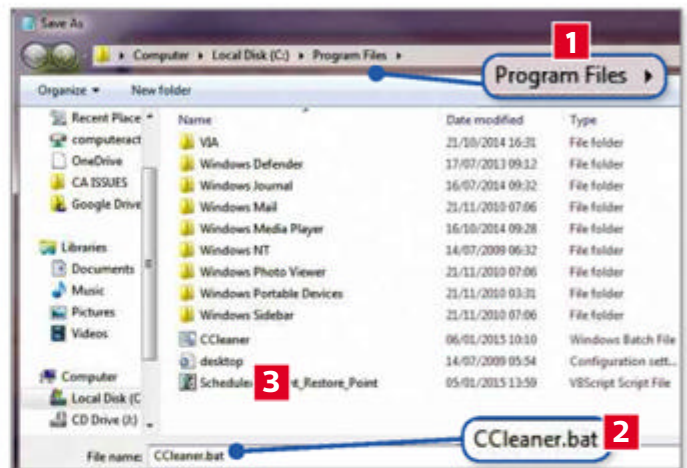 Save As
Computer ▸ Local Disk (C:) ▸ Program Files ▸
1
Program Files ▸
Organize ▾ New folder
Name Date modified Type
Recent Place
computeract
OneDrive
CA ISSUES
Google Drive
Libraries
Documents
Music
Pictures
Videos
Computer
Local Disk (C
CD Drive (J:)
VIA 21/10/2014 16:31 File folder
Windows Defender 17/07/2013 09:12 File folder
Windows Journal 16/07/2014 09:32 File folder
Windows Mail 21/11/2010 07:06 File folder
Windows Media Player 16/10/2014 09:28 File folder
Windows NT 14/07/2009 06:32 File folder
Windows Photo Viewer 21/11/2010 07:06 File folder
Windows Portable Devices 21/11/2010 03:31 File folder
Windows Sidebar 21/11/2010 07:06 File folder
CCleaner 06/01/2015 10:10 Windows Batch File
desktop 14/07/2009 05:54 Configuration sett...
3
_Restore_Point 05/01/2015 13:59 VBScript Script File
File name: CCleaner.bat
CCleaner.bat
2